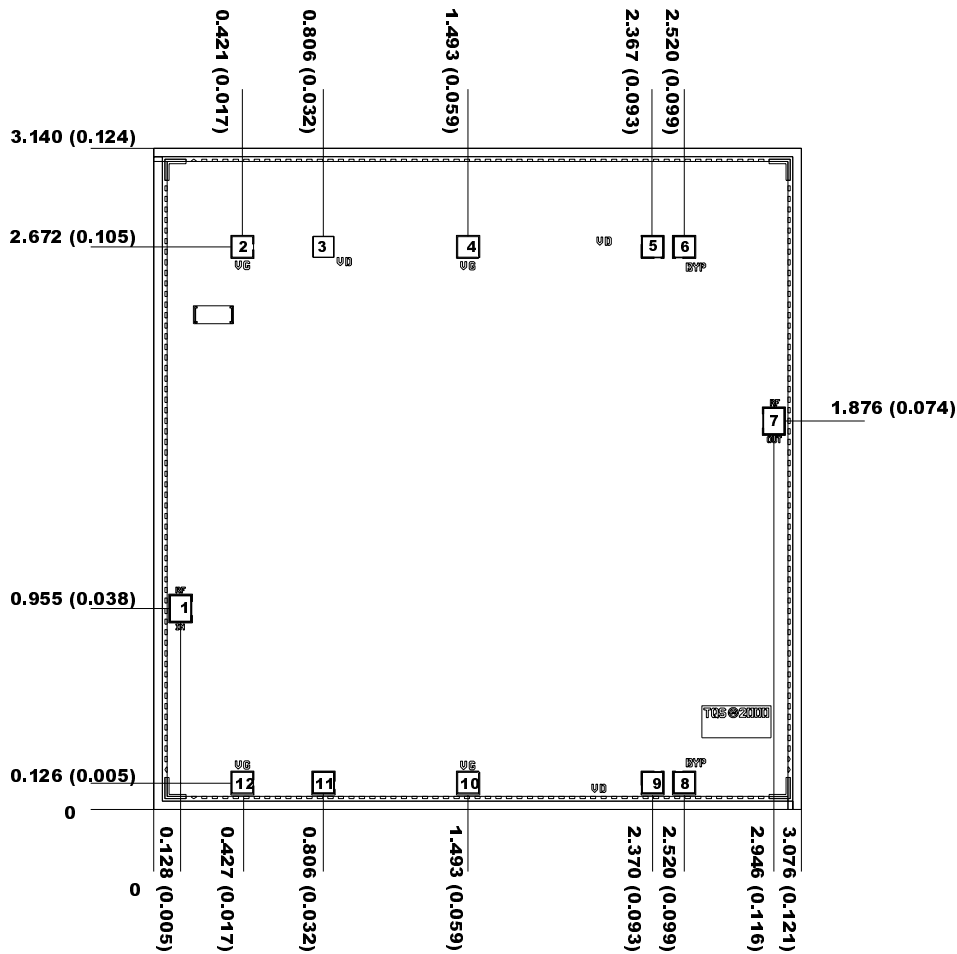 0.421 (0.017)
0.806 (0.032)
1.493 (0.059)
2.367 (0.093)
2.520 (0.099)
3.140 (0.124)
2.672 (0.105)
2
3
4
5
6
VG
VD
VG
VD
BYP
RF
7
OUT
1.876 (0.074)
0.955 (0.038)
RF
1
IN
TQS©2000
VG
VG
VD
BYP
0.126 (0.005)
12
11
10
9
8
0
0
0.128 (0.005)
0.427 (0.017)
0.806 (0.032)
1.493 (0.059)
2.370 (0.093)
2.520 (0.099)
2.946 (0.116)
3.076 (0.121)